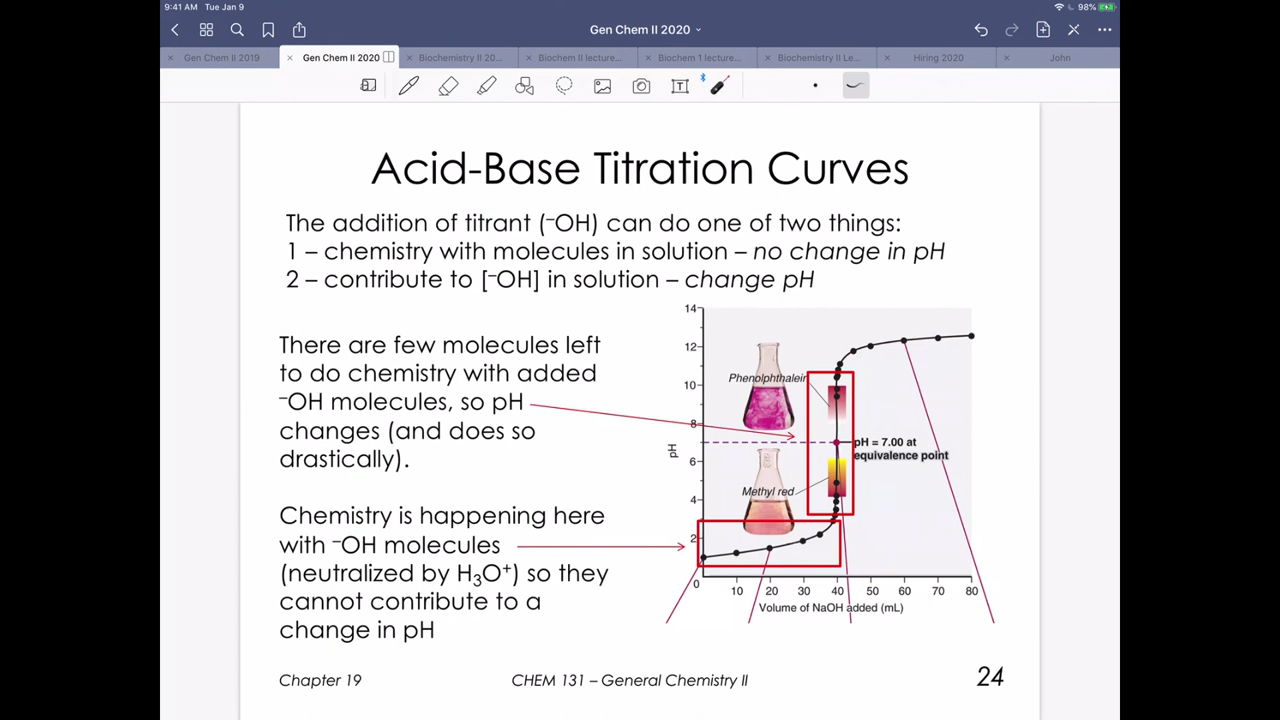 9:41 AM Tue Jan 9
98%
Gen Chem II 2020
Gen Chem II 2019
Gen Chem II 2020
Biochemistry II 20...
Biochem II lecture...
Biochem 1 lecture...
Biochemistry II Le...
Hiring 2020
John
T
Acid-Base Titration Curves
The addition of titrant (⁻OH) can do one of two things:
1 – chemistry with molecules in solution – no change in pH
2 – contribute to [⁻OH] in solution – change pH
There are few molecules left
to do chemistry with added
⁻OH molecules, so pH
changes (and does so
drastically).
Chemistry is happening here
with ⁻OH molecules
(neutralized by H₃O⁺) so they
cannot contribute to a
change in pH
14
12
10
8
6
4
2
0
pH
Phenolphthalein
pH = 7.00 at
equivalence point
Methyl red
10 20 30 40 50 60 70 80
Volume of NaOH added (mL)
Chapter 19
CHEM 131 – General Chemistry II
24